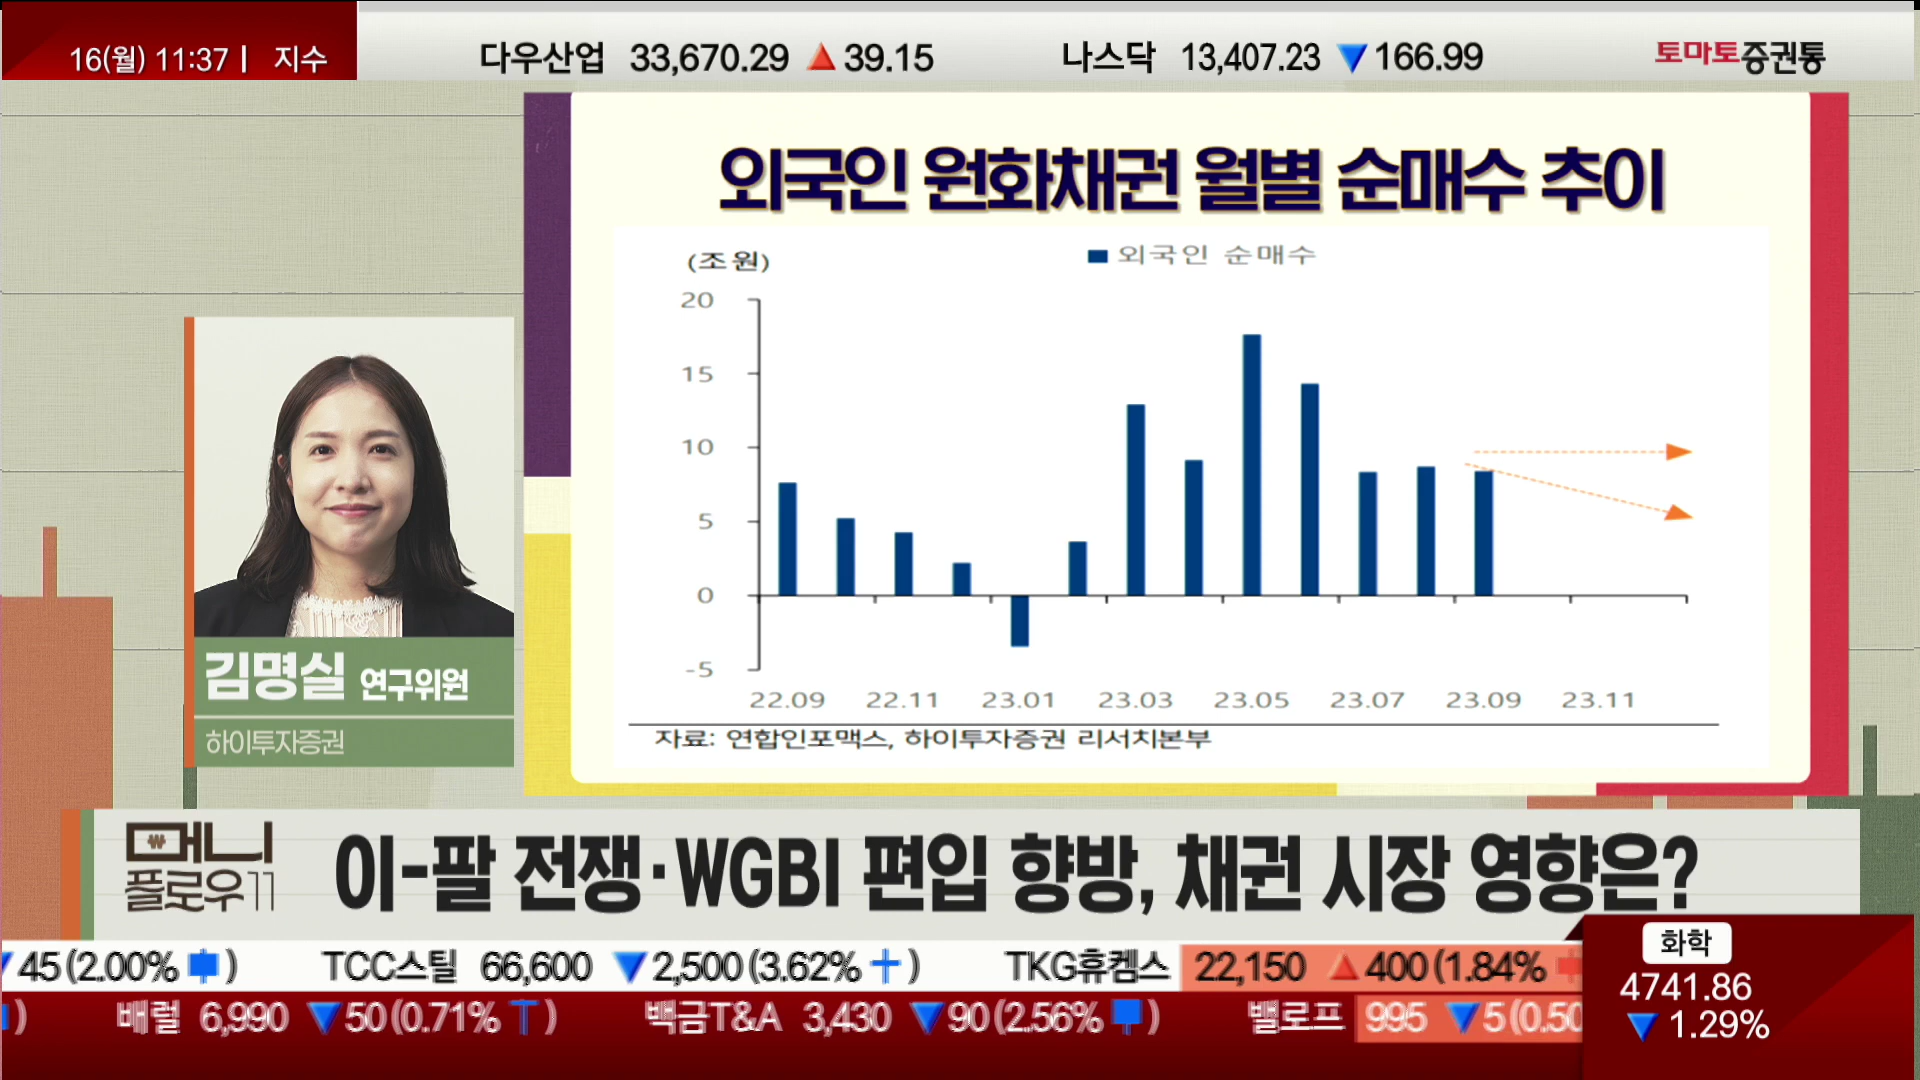 16(월) 11:37 | 지수
다우산업 33,670.29 ▲ 39.15 나스닥 13,407.23 ▼ 166.99
토마토증권통
외국인 원화채권 월별 순매수 추이
(조원)
외국인 순매수
20
15
10
5
0
-5
22.09 22.11 23.01 23.03 23.05 23.07 23.09 23.11
자료: 연합인포맥스, 하이투자증권 리서치본부
김명실 연구위원
하이투자증권
머니
플로우11
이-팔 전쟁·WGBI 편입 향방, 채권 시장 영향은?
▼45(2.00% ) TCC스틸 66,600 ▼2,500(3.62% ) TKG휴켐스 22,150 ▲400(1.84%
) 배럴 6,990 ▼50(0.71% ) 백금T&A 3,430 ▼90(2.56% ) 밸로프 995 ▼5(0.50
화학
4741.86
▼ 1.29%